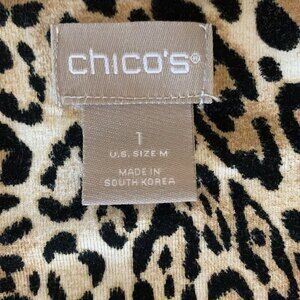 chico's®
1
U.S. SIZE M
MADE IN
SOUTH KOREA